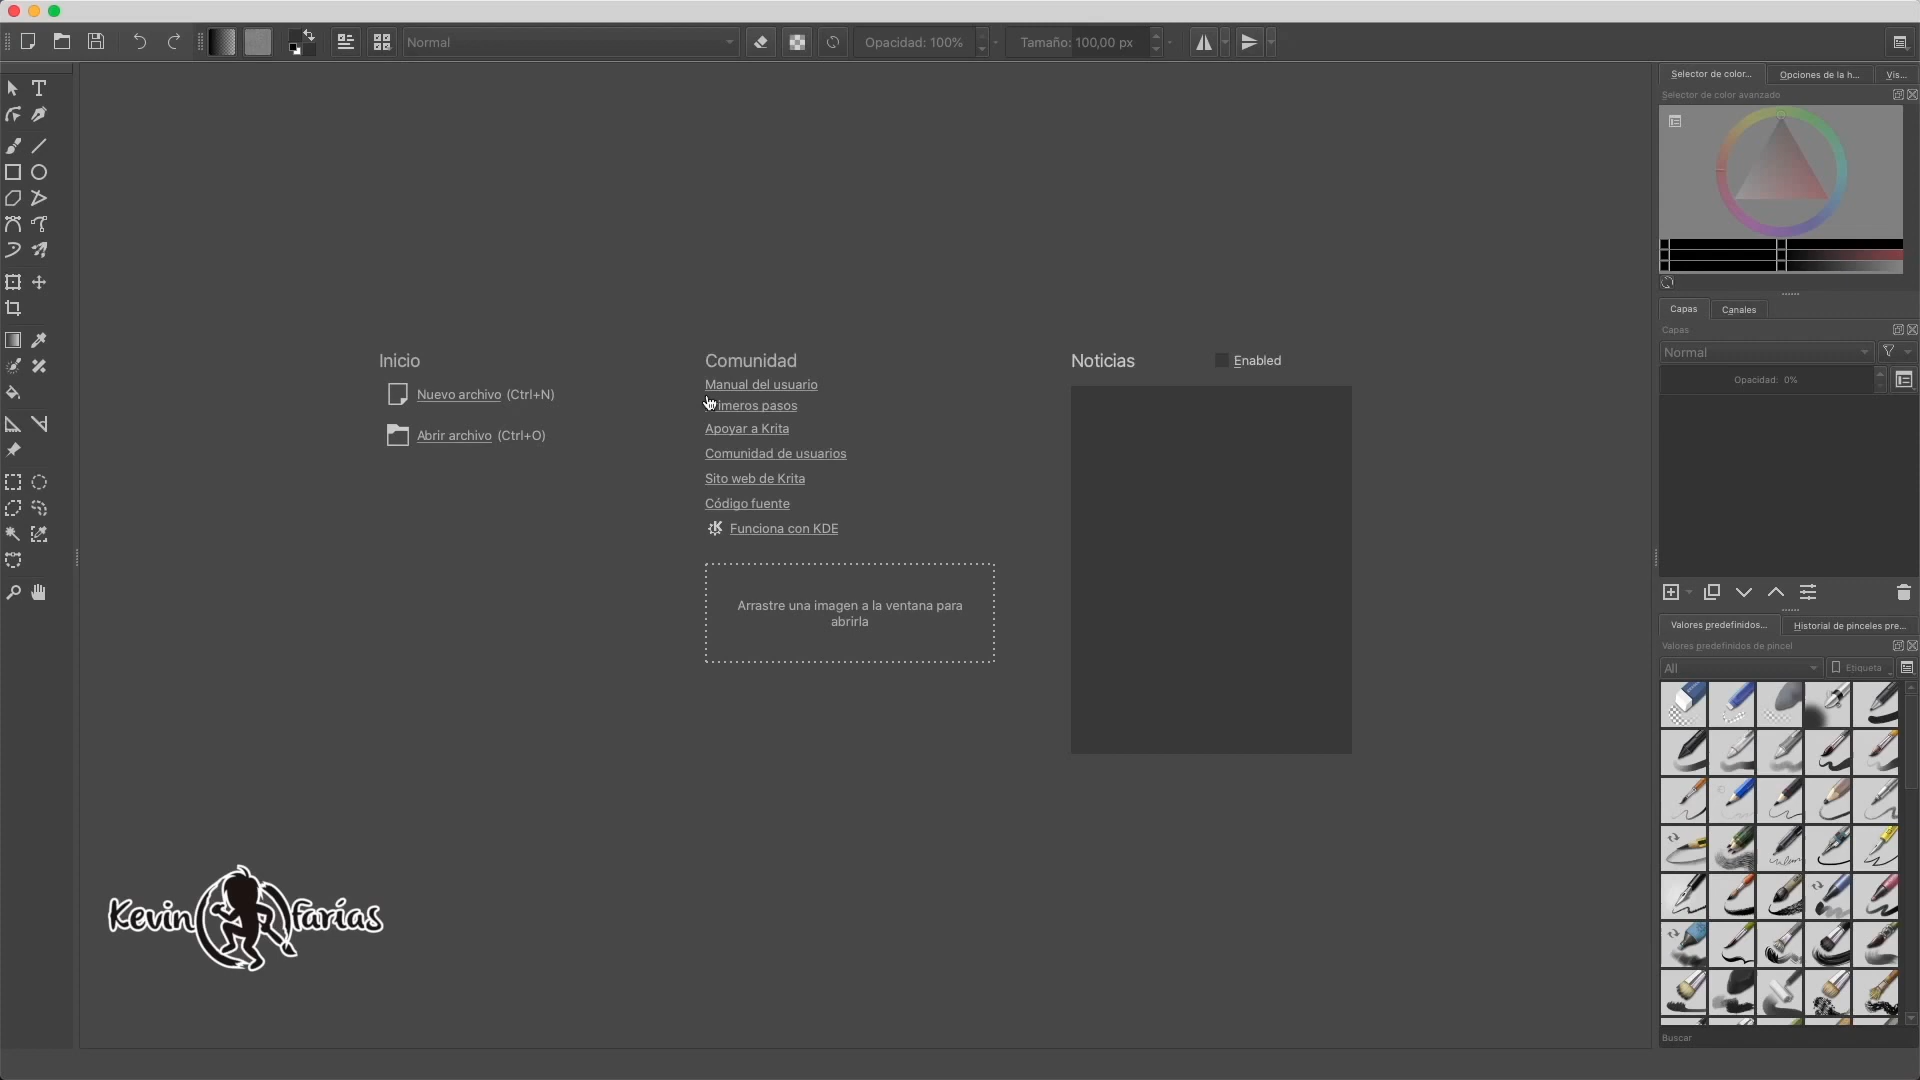 Normal
Opacidad: 100%
Tamaño: 100,00 px
Selector de color...
Opciones de la h...
Vis...
Selector de color avanzado
Capas
Canales
Capas
Normal
Opacidad: 0%
Inicio
Nuevo archivo (Ctrl+N)
Abrir archivo (Ctrl+O)
Comunidad
Manual del usuario
imeros pasos
Apoyar a Krita
Comunidad de usuarios
Sito web de Krita
Código fuente
Funciona con KDE
Arrastre una imagen a la ventana para
abrirla
Noticias
Enabled
Valores predefinidos...
Historial de pinceles pre...
Valores predefinidos de pincel
All
Etiqueta
Buscar
Kevin farías